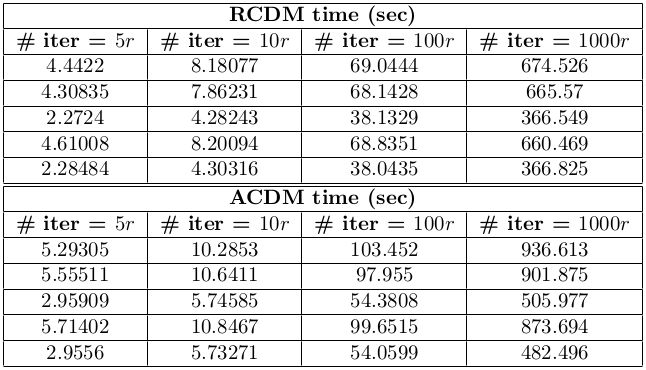 RCDM time (sec)
# iter = 5r # iter = 10r # iter = 100r # iter = 1000r
4.4422 8.18077 69.0444 674.526
4.30835 7.86231 68.1428 665.57
2.2724 4.28243 38.1329 366.549
4.61008 8.20094 68.8351 660.469
2.28484 4.30316 38.0435 366.825
ACDM time (sec)
# iter = 5r # iter = 10r # iter = 100r # iter = 1000r
5.29305 10.2853 103.452 936.613
5.55511 10.6411 97.955 901.875
2.95909 5.74585 54.3808 505.977
5.71402 10.8467 99.6515 873.694
2.9556 5.73271 54.0599 482.496